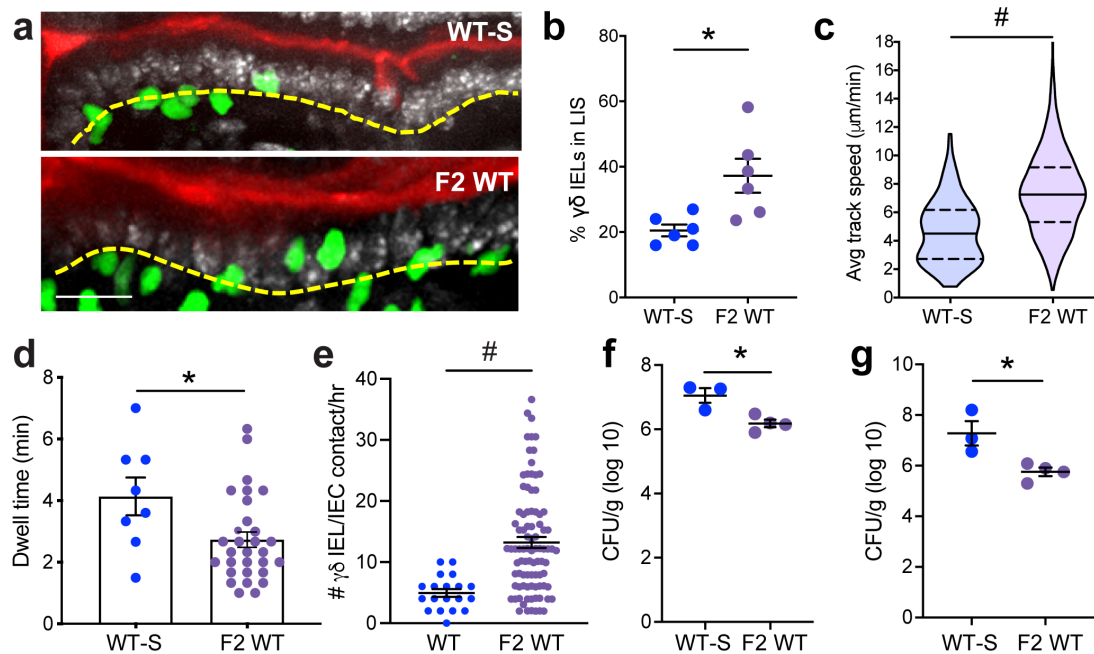 a
WT-S
F2 WT
b
*
% γδ IELs in LIS
80
60
40
20
0
WT-S
F2 WT
c
#
Avg track speed (μm/min)
18
16
14
12
10
8
6
4
2
0
WT-S
F2 WT
d
*
Dwell time (min)
8
6
4
2
0
WT-S
F2 WT
e
#
# γδ IEL/IEC contact/hr
40
30
20
10
0
WT
F2 WT
f
*
CFU/g (log 10)
8
6
4
2
0
WT-S
F2 WT
g
*
CFU/g (log 10)
10
8
6
4
2
0
WT-S
F2 WT